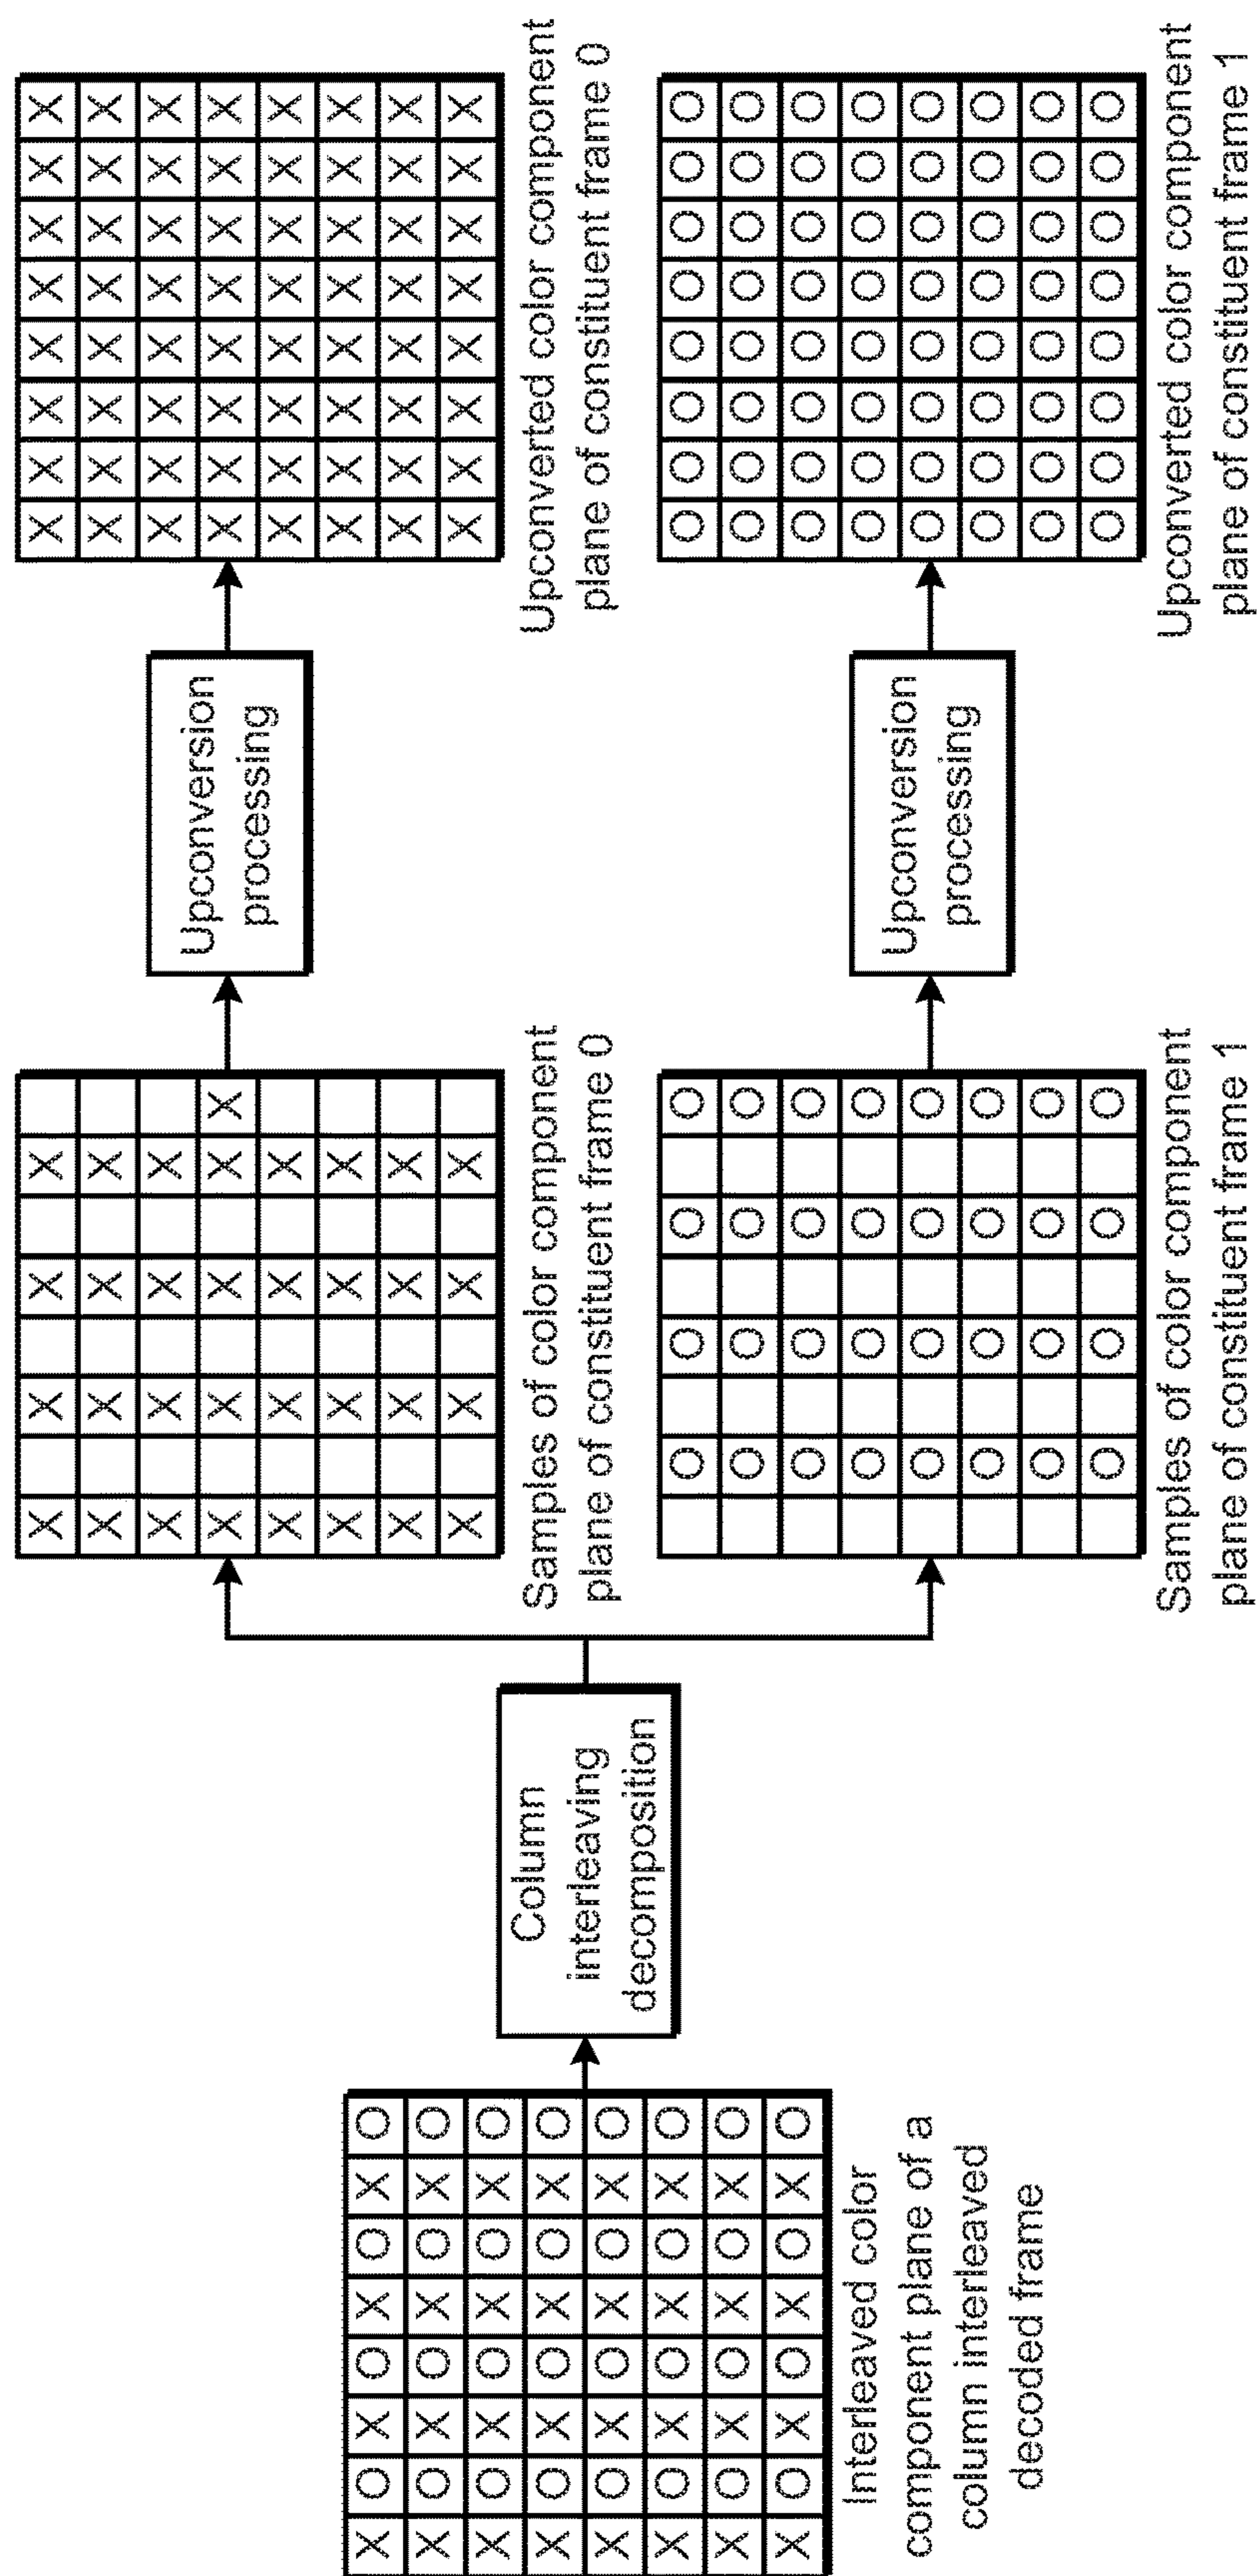 X O X O X O X O
X O X O X O X O
X O X O X O X O
X O X O X O X O
X O X O X O X O
X O X O X O X O
X O X O X O X O
X O X O X O X O
Interleaved color
component plane of a
column interleaved
decoded frame
Column
interleaving
decomposition
X X X X
X X X X
X X X X
X X X X X
X X X X
X X X X
X X X X
X X X X
Samples of color component
plane of constituent frame 0
Upconversion
processing
X X X X X X X X
X X X X X X X X
X X X X X X X X
X X X X X X X X
X X X X X X X X
X X X X X X X X
X X X X X X X X
X X X X X X X X
Upconverted color component
plane of constituent frame 0
O O O O
O O O O
O O O O
O O O O
O O O O
O O O O
O O O O
O O O O
Samples of color component
plane of constituent frame 1
Upconversion
processing
O O O O O O O O
O O O O O O O O
O O O O O O O O
O O O O O O O O
O O O O O O O O
O O O O O O O O
O O O O O O O O
O O O O O O O O
Upconverted color component
plane of constituent frame 1